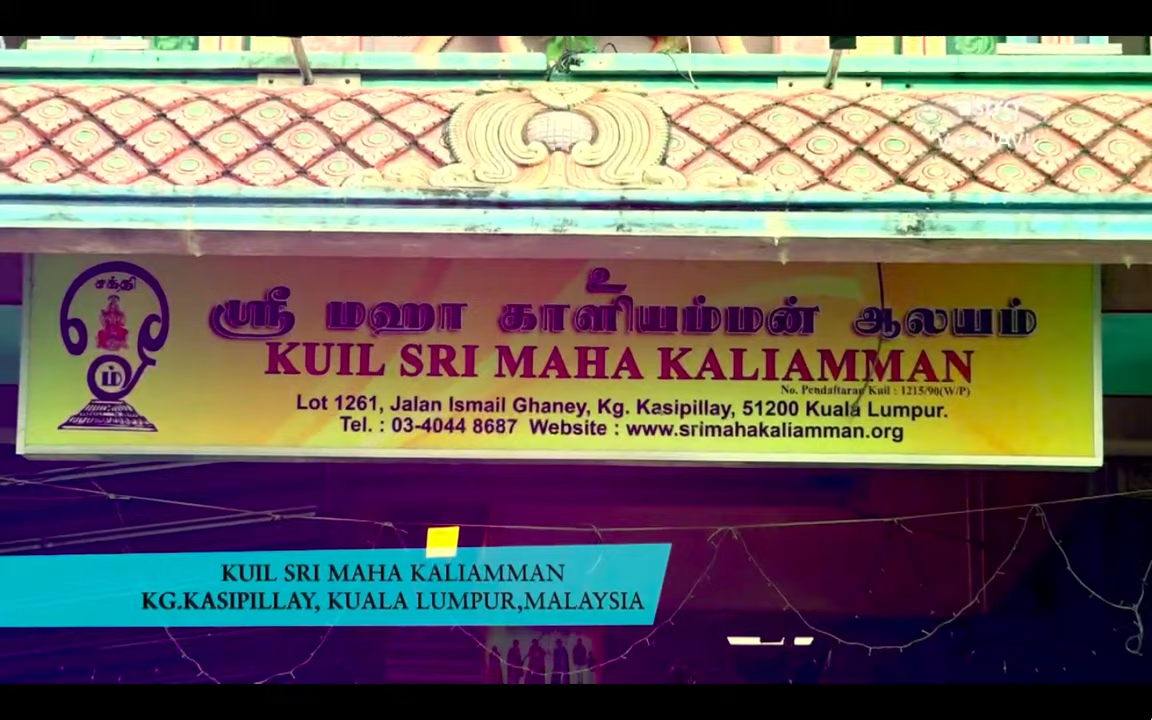 சக்தி
ம்
ஸ்ரீ மஹா காளியம்மன் ஆலயம்
KUIL SRI MAHA KALIAMMAN
No. Pendaftaran Kuil : 1215/90(W/P)
Lot 1261, Jalan Ismail Ghaney, Kg. Kasipillay, 51200 Kuala Lumpur.
Tel. : 03-4044 8687 Website : www.srimahakaliamman.org
KUIL SRI MAHA KALIAMMAN
KG.KASIPILLAY, KUALA LUMPUR,MALAYSIA